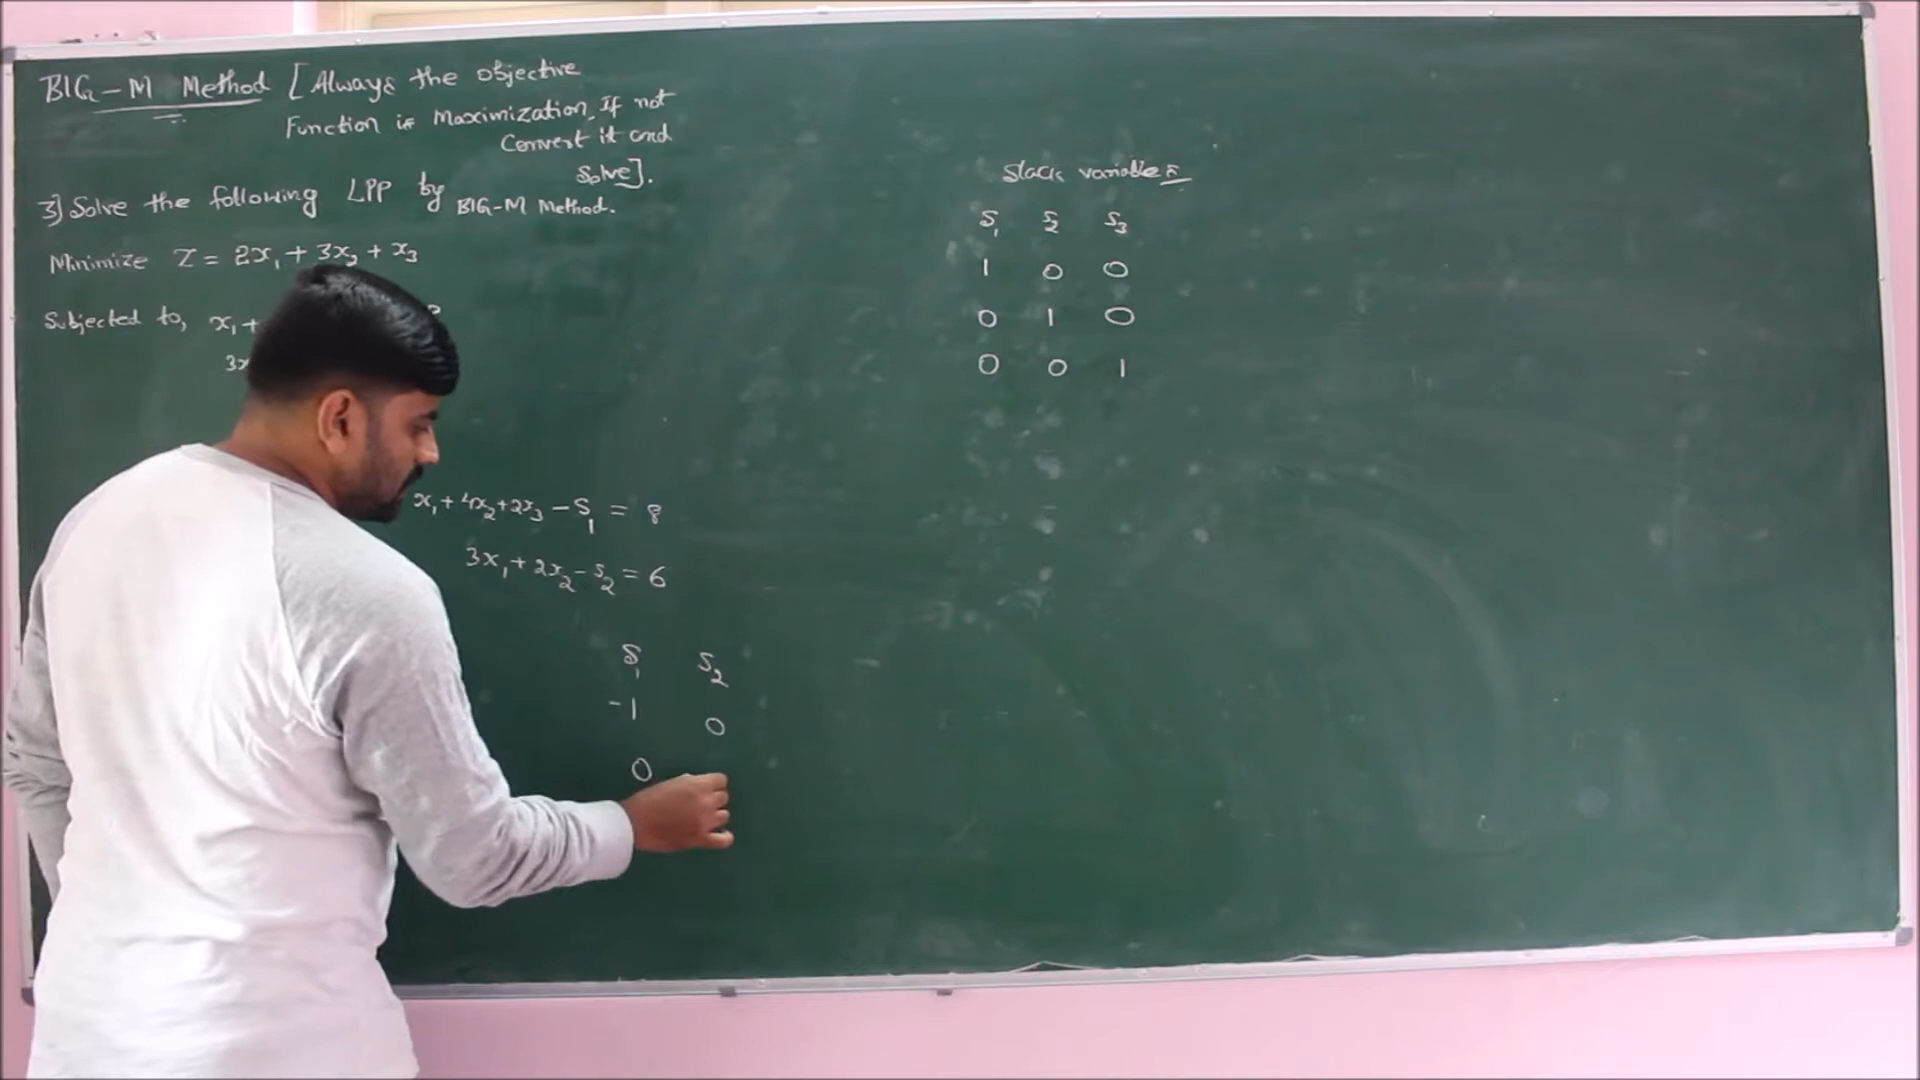 BIG-M Method [Always the objective
Function is Maximization. If not
Convert it and
Solve].
3] Solve the following LPP by BIG-M Method.
Minimize Z = 2x₁ + 3x₂ + x₃
Subjected to, x₁ +
3x
x₁ + 4x₂ + 2x₃ - S₁ = 8
3x₁ + 2x₂ - S₂ = 6
S₁ S₂
-1 0
0
Slack variables
S₁ S₂ S₃
1 0 0
0 1 0
0 0 1